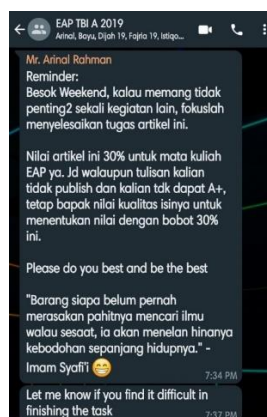 EAP TBI A 2019
Arinal, Bayu, Dijah 19, Fajria 19, Istiqo...
Mr. Arinal Rahman
Reminder:
Besok Weekend, kalau memang tidak
penting2 sekali kegiatan lain, fokuslah
menyelesaikan tugas artikel ini.
Nilai artikel ini 30% untuk mata kuliah
EAP ya. Jd walaupun tulisan kalian
tidak publish dan kalian tdk dapat A+,
tetap bapak nilai kualitas isinya untuk
menentukan nilai dengan bobot 30%
ini.
Please do you best and be the best
"Barang siapa belum pernah
merasakan pahitnya mencari ilmu
walau sesaat, ia akan menelan hinanya
kebodohan sepanjang hidupnya." -
Imam Syafi'i 😁
7:34 PM
Let me know if you find it difficult in
finishing the task
7:37 PM